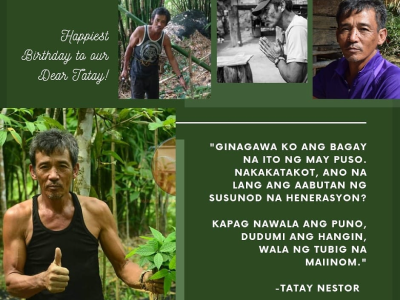 Happiest
Birthday to our
Dear Tatay!
"GINAGAWA KO ANG BAGAY
NA ITO NG MAY PUSO.
NAKAKATAKOT, ANO NA
LANG ANG AABUTAN NG
SUSUNOD NA HENERASYON?
KAPAG NAWALA ANG PUNO,
DUDUMI ANG HANGIN,
WALA NG TUBIG NA
MAIINOM."
-TATAY NESTOR